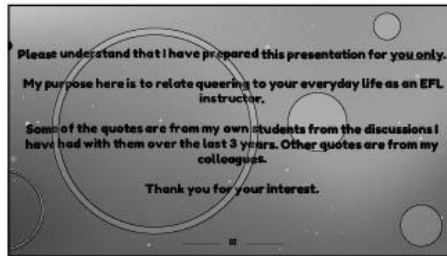 Please understand that I have prepared this presentation for you only.
My purpose here is to relate queering to your everyday life as an EFL
instructor.
Some of the quotes are from my own students from the discussions I
have had with them over the last 3 years. Other quotes are from my
colleagues.
Thank you for your interest.